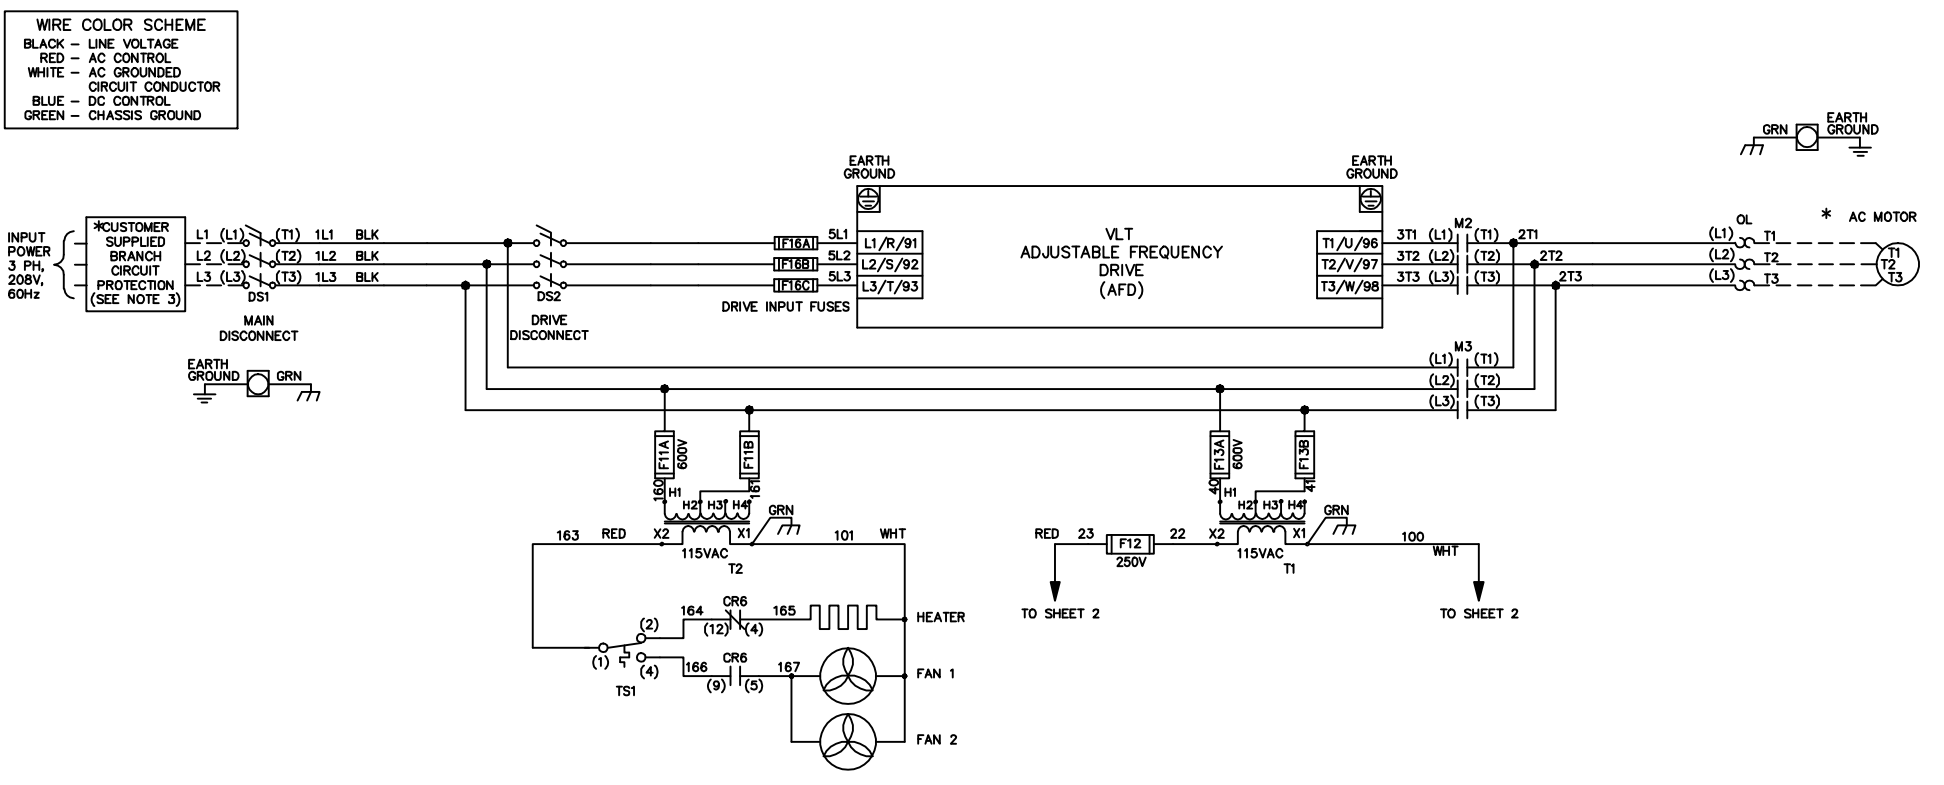 WIRE COLOR SCHEME
BLACK - LINE VOLTAGE
RED - AC CONTROL
WHITE - AC GROUNDED
CIRCUIT CONDUCTOR
BLUE - DC CONTROL
GREEN - CHASSIS GROUND
INPUT
POWER
3 PH,
208V,
60Hz
*CUSTOMER
SUPPLIED
BRANCH
CIRCUIT
PROTECTION
(SEE NOTE 3)
L1 (L1) (T1) 1L1 BLK
L2 (L2) (T2) 1L2 BLK
L3 (L3) (T3) 1L3 BLK
DS1
MAIN
DISCONNECT
EARTH
GROUND
GRN
DS2
DRIVE
DISCONNECT
F16A 5L1
F16B 5L2
F16C 5L3
DRIVE INPUT FUSES
EARTH
GROUND
L1/R/91
L2/S/92
L3/T/93
VLT
ADJUSTABLE FREQUENCY
DRIVE
(AFD)
EARTH
GROUND
T1/U/96
T2/V/97
T3/W/98
M2
3T1 (L1) (T1) 2T1
3T2 (L2) (T2) 2T2
3T3 (L3) (T3) 2T3
M3
(L1) (T1)
(L2) (T2)
(L3) (T3)
GRN
EARTH
GROUND
* AC MOTOR
OL
(L1) T1
(L2) T2
(L3) T3
T1
T2
T3
F11A
600V
F11B
160
161
H1 H2 H3 H4
GRN
163 RED X2 X1 101 WHT
115VAC
T2
F13A
600V
F13B
40
41
H1 H2 H3 H4
GRN
RED 23 F12 22 X2 X1 100 WHT
250V
115VAC
T1
TO SHEET 2
TO SHEET 2
164 CR6 165 HEATER
(12) (4)
(2)
(1)
(4)
TS1
166 CR6 167 FAN 1
(9) (5)
FAN 2